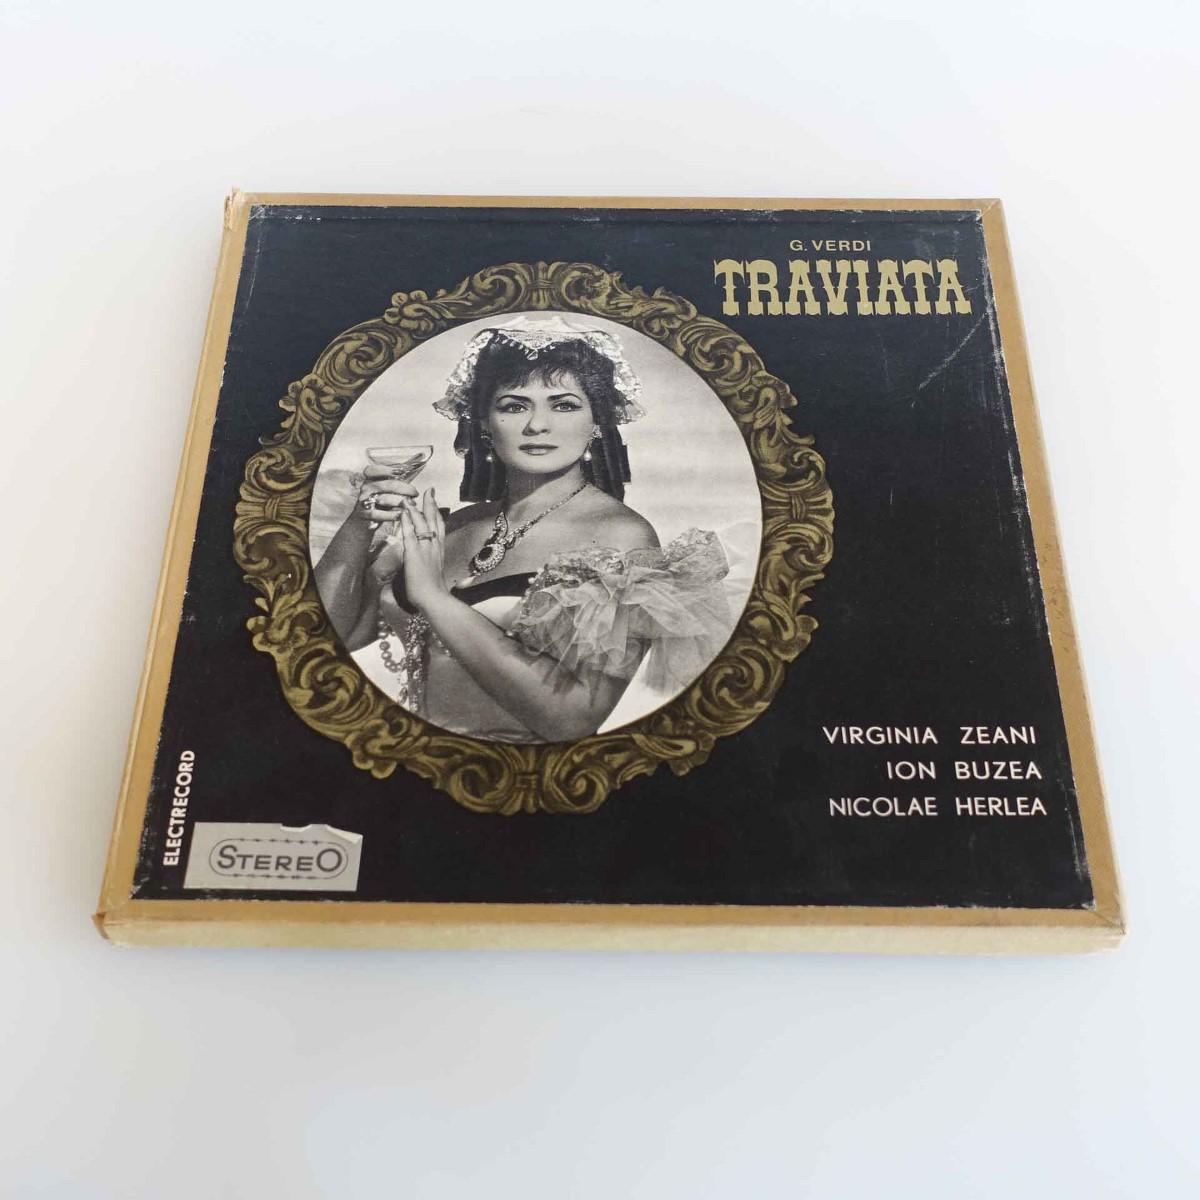 G. VERDI
TRAVIATA
VIRGINIA ZEANI
ION BUZEA
NICOLAE HERLEA
ELECTRECORD
STEREO